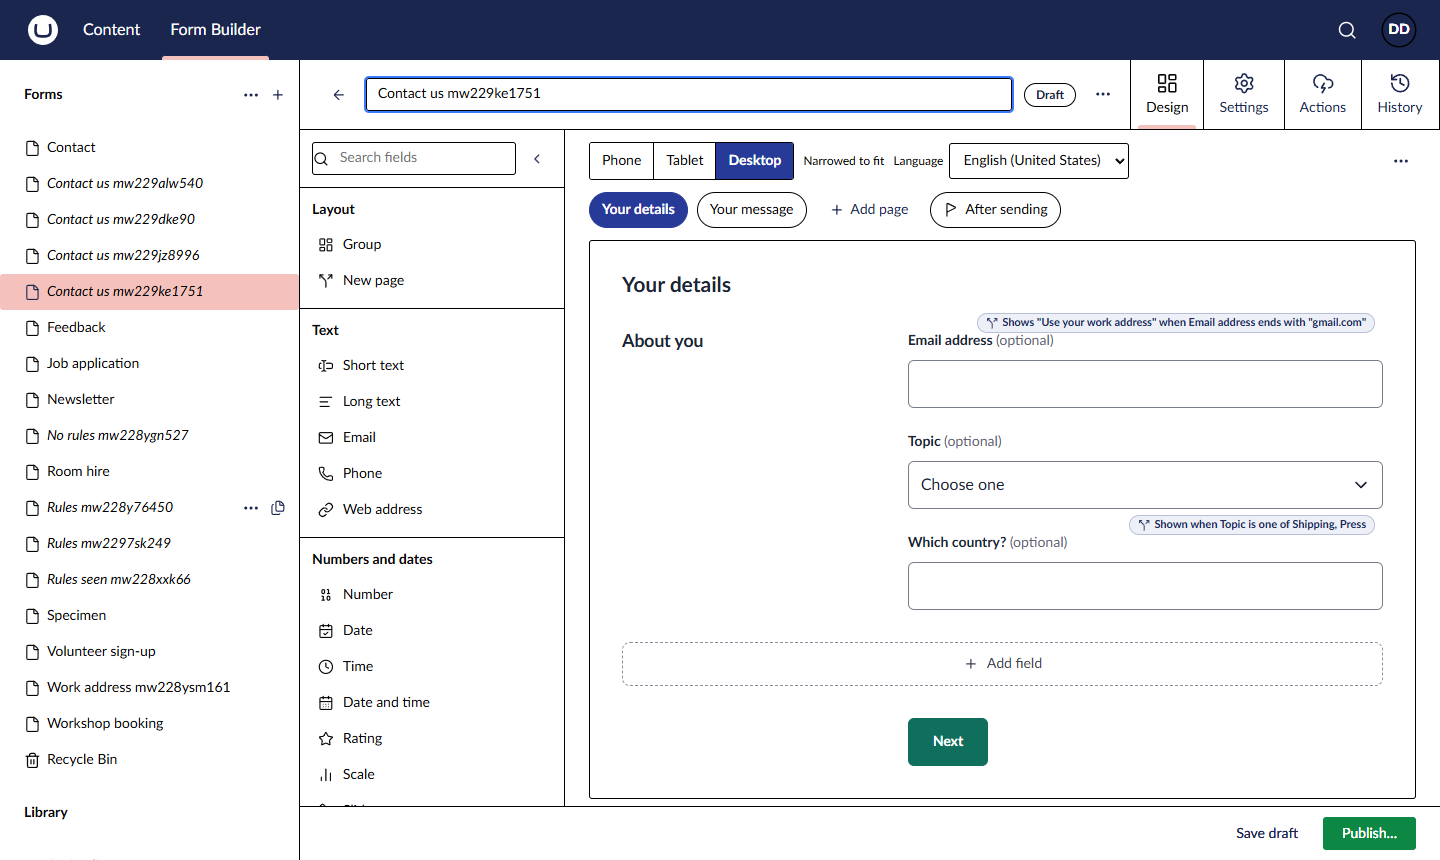 Content
Form Builder
DD
Forms
Contact
Contact us mw229alw540
Contact us mw229dke90
Contact us mw229jz8996
Contact us mw229ke1751
Feedback
Job application
Newsletter
No rules mw228ygn527
Room hire
Rules mw228y76450
Rules mw2297sk249
Rules seen mw228xxk66
Specimen
Volunteer sign-up
Work address mw228ysm161
Workshop booking
Recycle Bin
Library
Contact us mw229ke1751
Draft
Design
Settings
Actions
History
Search fields
Layout
Group
New page
Text
Short text
Long text
Email
Phone
Web address
Numbers and dates
Number
Date
Time
Date and time
Rating
Scale
Phone
Tablet
Desktop
Narrowed to fit
Language
English (United States)
Your details
Your message
Add page
After sending
Your details
About you
Shows "Use your work address" when Email address ends with "gmail.com"
Email address (optional)
Topic (optional)
Choose one
Shown when Topic is one of Shipping, Press
Which country? (optional)
Add field
Next
Save draft
Publish...